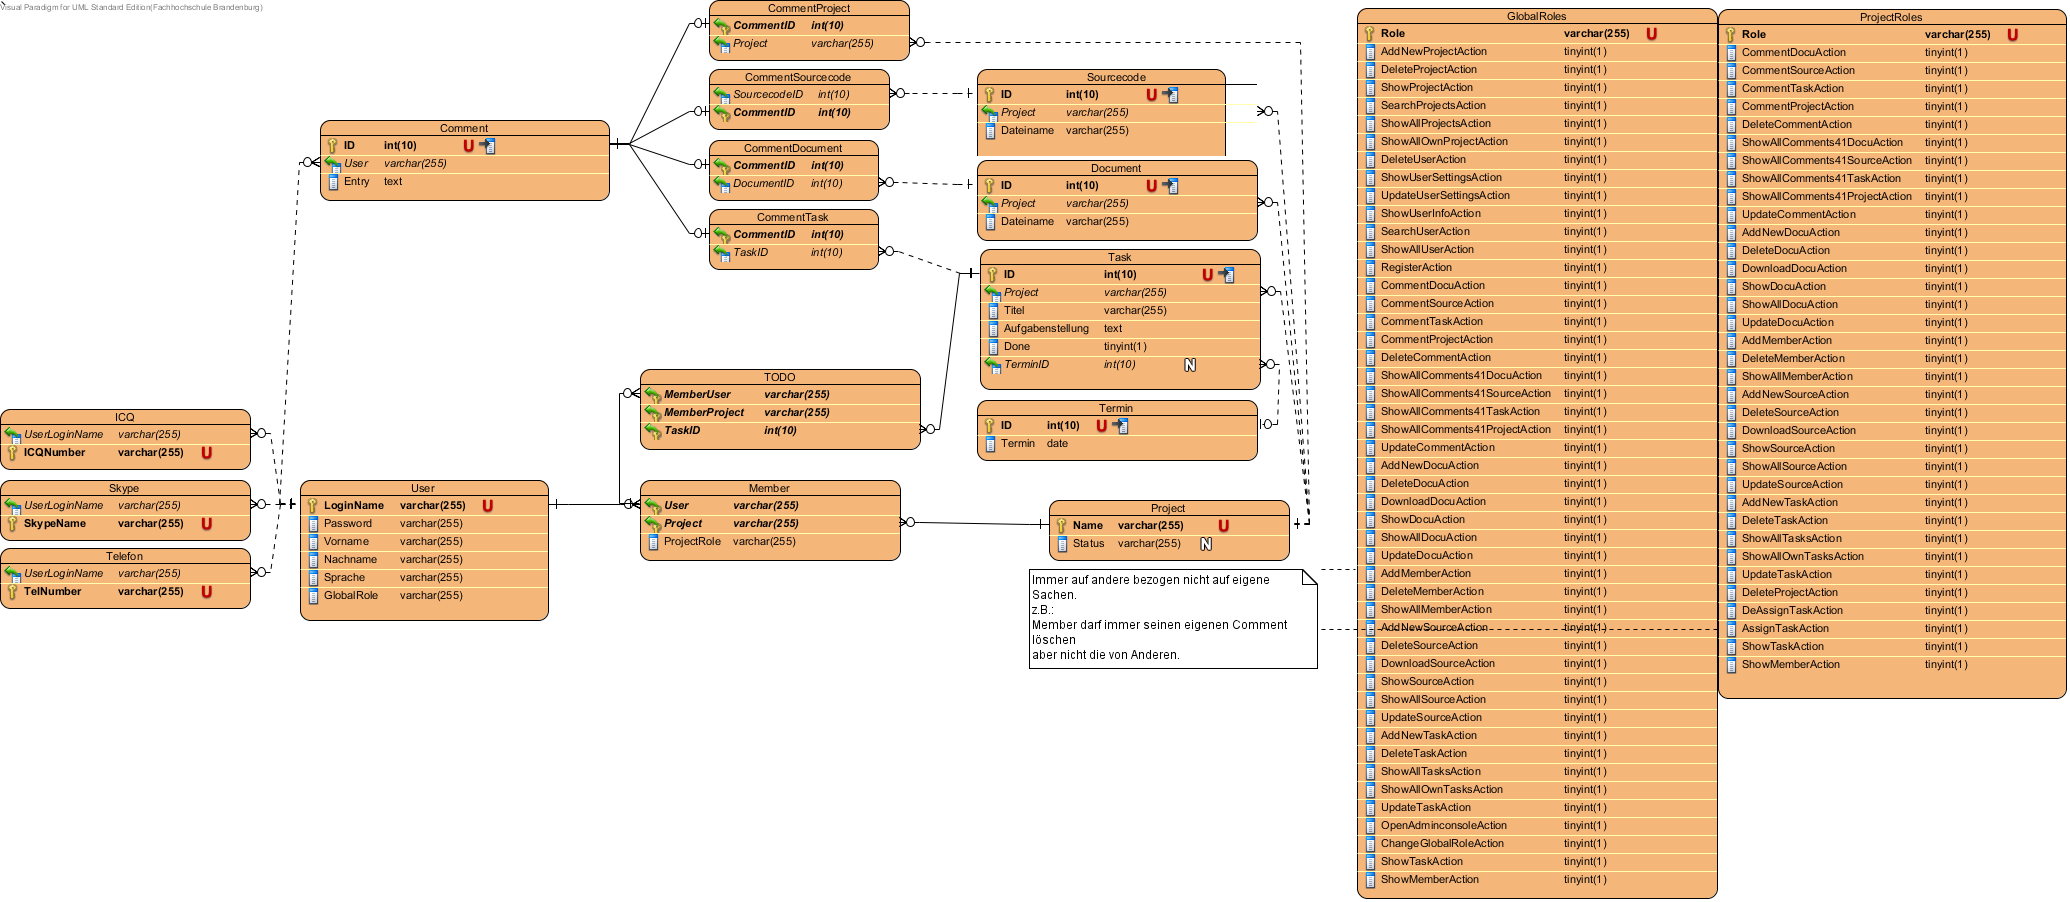 Visual Paradigm for UML Standard Edition(Fachhochschule Brandenburg)
CommentProject
CommentID int(10)
Project varchar(255)
CommentSourcecode
SourcecodeID int(10)
CommentID int(10)
CommentDocument
CommentID int(10)
DocumentID int(10)
CommentTask
CommentID int(10)
TaskID int(10)
Comment
ID int(10) U
User varchar(255)
Entry text
Sourcecode
ID int(10) U
Project varchar(255)
Dateiname varchar(255)
Document
ID int(10) U
Project varchar(255)
Dateiname varchar(255)
Task
ID int(10) U
Project varchar(255)
Titel varchar(255)
Aufgabenstellung text
Done tinyint(1)
TerminID int(10) N
Termin
ID int(10) U
Termin date
TODO
MemberUser varchar(255)
MemberProject varchar(255)
TaskID int(10)
ICQ
UserLoginName varchar(255)
ICQNumber varchar(255) U
Skype
UserLoginName varchar(255)
SkypeName varchar(255) U
Telefon
UserLoginName varchar(255)
TelNumber varchar(255) U
User
LoginName varchar(255) U
Password varchar(255)
Vorname varchar(255)
Nachname varchar(255)
Sprache varchar(255)
GlobalRole varchar(255)
Member
User varchar(255)
Project varchar(255)
ProjectRole varchar(255)
Project
Name varchar(255) U
Status varchar(255) N
Immer auf andere bezogen nicht auf eigene
Sachen.
z.B.:
Member darf immer seinen eigenen Comment
löschen
aber nicht die von Anderen.
GlobalRoles
Role varchar(255) U
AddNewProjectAction tinyint(1)
DeleteProjectAction tinyint(1)
ShowProjectAction tinyint(1)
SearchProjectsAction tinyint(1)
ShowAllProjectsAction tinyint(1)
ShowAllOwnProjectAction tinyint(1)
DeleteUserAction tinyint(1)
ShowUserSettingsAction tinyint(1)
UpdateUserSettingsAction tinyint(1)
ShowUserInfoAction tinyint(1)
SearchUserAction tinyint(1)
ShowAllUserAction tinyint(1)
RegisterAction tinyint(1)
CommentDocuAction tinyint(1)
CommentSourceAction tinyint(1)
CommentTaskAction tinyint(1)
CommentProjectAction tinyint(1)
DeleteCommentAction tinyint(1)
ShowAllComments41DocuAction tinyint(1)
ShowAllComments41SourceAction tinyint(1)
ShowAllComments41TaskAction tinyint(1)
ShowAllComments41ProjectAction tinyint(1)
UpdateCommentAction tinyint(1)
AddNewDocuAction tinyint(1)
DeleteDocuAction tinyint(1)
DownloadDocuAction tinyint(1)
ShowDocuAction tinyint(1)
ShowAllDocuAction tinyint(1)
UpdateDocuAction tinyint(1)
AddMemberAction tinyint(1)
DeleteMemberAction tinyint(1)
ShowAllMemberAction tinyint(1)
AddNewSourceAction tinyint(1)
DeleteSourceAction tinyint(1)
DownloadSourceAction tinyint(1)
ShowSourceAction tinyint(1)
ShowAllSourceAction tinyint(1)
UpdateSourceAction tinyint(1)
AddNewTaskAction tinyint(1)
DeleteTaskAction tinyint(1)
ShowAllTasksAction tinyint(1)
ShowAllOwnTasksAction tinyint(1)
UpdateTaskAction tinyint(1)
OpenAdminconsoleAction tinyint(1)
ChangeGlobalRoleAction tinyint(1)
ShowTaskAction tinyint(1)
ShowMemberAction tinyint(1)
ProjectRoles
Role varchar(255) U
CommentDocuAction tinyint(1)
CommentSourceAction tinyint(1)
CommentTaskAction tinyint(1)
CommentProjectAction tinyint(1)
DeleteCommentAction tinyint(1)
ShowAllComments41DocuAction tinyint(1)
ShowAllComments41SourceAction tinyint(1)
ShowAllComments41TaskAction tinyint(1)
ShowAllComments41ProjectAction tinyint(1)
UpdateCommentAction tinyint(1)
AddNewDocuAction tinyint(1)
DeleteDocuAction tinyint(1)
DownloadDocuAction tinyint(1)
ShowDocuAction tinyint(1)
ShowAllDocuAction tinyint(1)
UpdateDocuAction tinyint(1)
AddMemberAction tinyint(1)
DeleteMemberAction tinyint(1)
ShowAllMemberAction tinyint(1)
AddNewSourceAction tinyint(1)
DeleteSourceAction tinyint(1)
DownloadSourceAction tinyint(1)
ShowSourceAction tinyint(1)
ShowAllSourceAction tinyint(1)
UpdateSourceAction tinyint(1)
AddNewTaskAction tinyint(1)
DeleteTaskAction tinyint(1)
ShowAllTasksAction tinyint(1)
ShowAllOwnTasksAction tinyint(1)
UpdateTaskAction tinyint(1)
DeleteProjectAction tinyint(1)
DeAssignTaskAction tinyint(1)
AssignTaskAction tinyint(1)
ShowTaskAction tinyint(1)
ShowMemberAction tinyint(1)